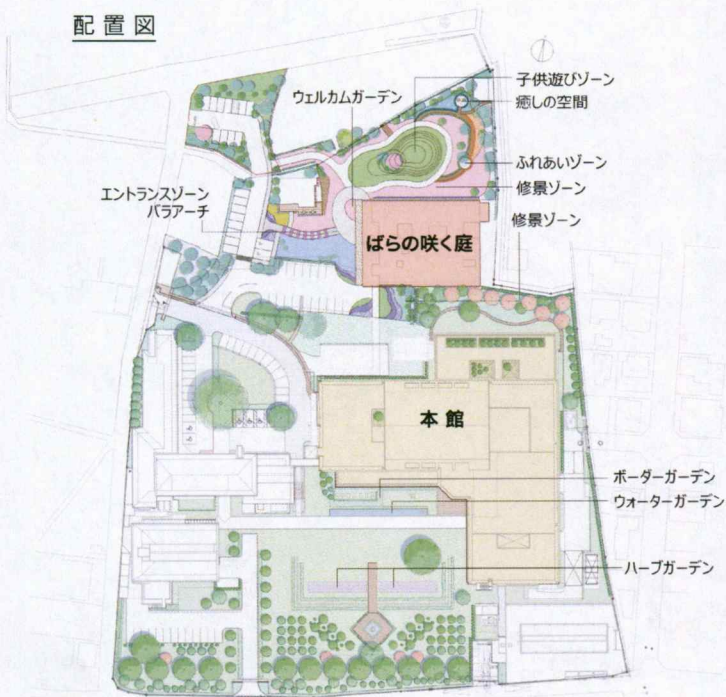 配置図
子供遊びゾーン
ウェルカムガーデン
癒しの空間
ふれあいゾーン
エントランスゾーン
バラアーチ
修景ゾーン
修景ゾーン
ばらの咲く庭
本館
ボーダーガーデン
ウォーターガーデン
ハーブガーデン